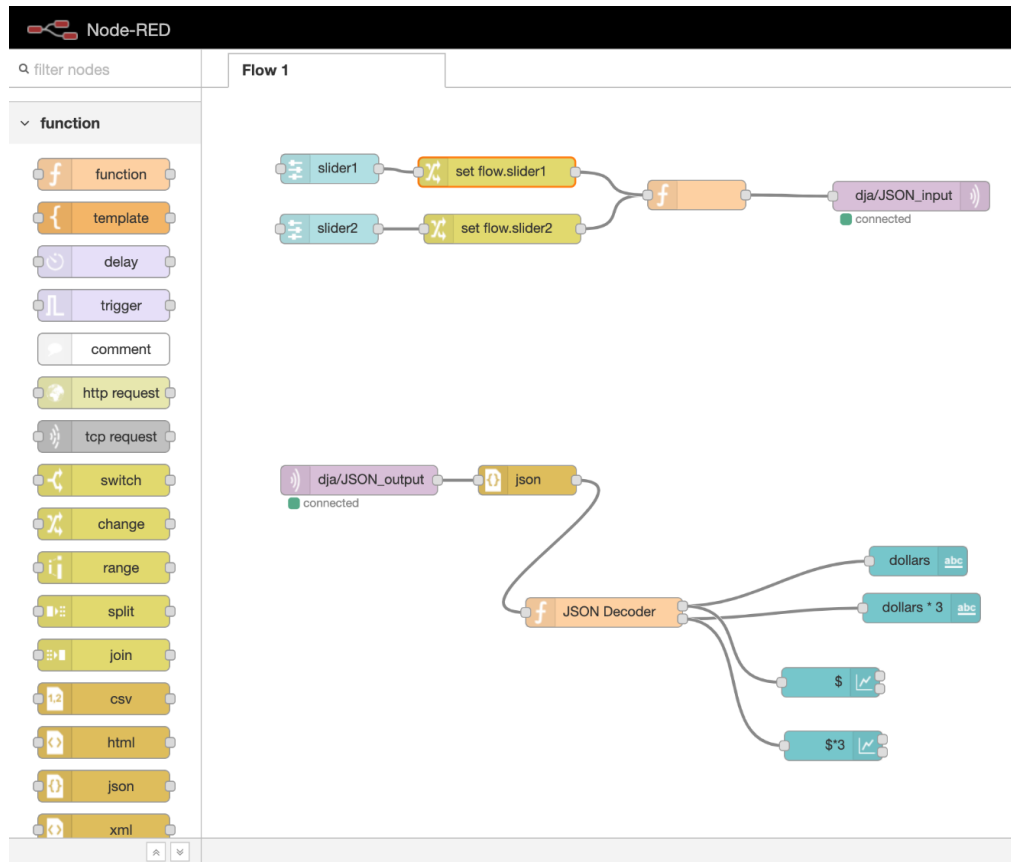 Node-RED
filter nodes
Flow 1
function
function
template
delay
trigger
comment
http request
tcp request
switch
change
range
split
join
1,2
csv
html
json
xml
slider1
set flow.slider1
dja/JSON_input
connected
slider2
set flow.slider2
dja/JSON_output
json
connected
dollars
abc
JSON Decoder
dollars * 3
abc
$
$*3